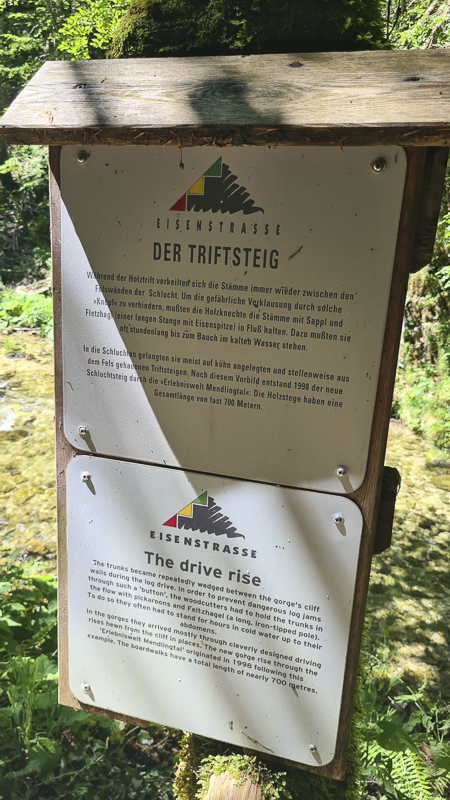 EISENSTRASSE
DER TRIFTSTEIG
Während der Holztrift verkeilten sich die Stämme immer wieder zwischen den
Felswänden der Schlucht. Um die gefährliche Verklausung durch solche
»Knöpf« zu verhindern, mußten die Holzknechte die Stämme mit Sappl und
Fletzhagl (einer langen Stange mit Eisenspitze) in Fluß halten. Dazu mußten sie
oft stundenlang bis zum Bauch im kalten Wasser stehen.
In die Schluchten gelangten sie meist auf kühn angelegten und stellenweise aus
dem Fels gehauenen Triftsteigen. Nach diesem Vorbild entstand 1998 der neue
Schluchtsteig durch die »Erlebniswelt Mendlingtal«: Die Holzstege haben eine
Gesamtlänge von fast 700 Metern.
EISENSTRASSE
The drive rise
The trunks became repeatedly wedged between the gorge's cliff
walls during the log drive. In order to prevent dangerous log jams
through such a 'button', the woodcutters had to hold the trunks in
the flow with pickaroons and Feltzhagel (a long, iron-tipped pole).
To do so they often had to stand for hours in cold water up to their
abdomens.
In the gorges they arrived mostly through cleverly designed driving
rises hewn from the cliff in places. The new gorge rise through the
'Erlebniswelt Mendlingtal' originated in 1998 following this
example. The boardwalks have a total length of nearly 700 metres.